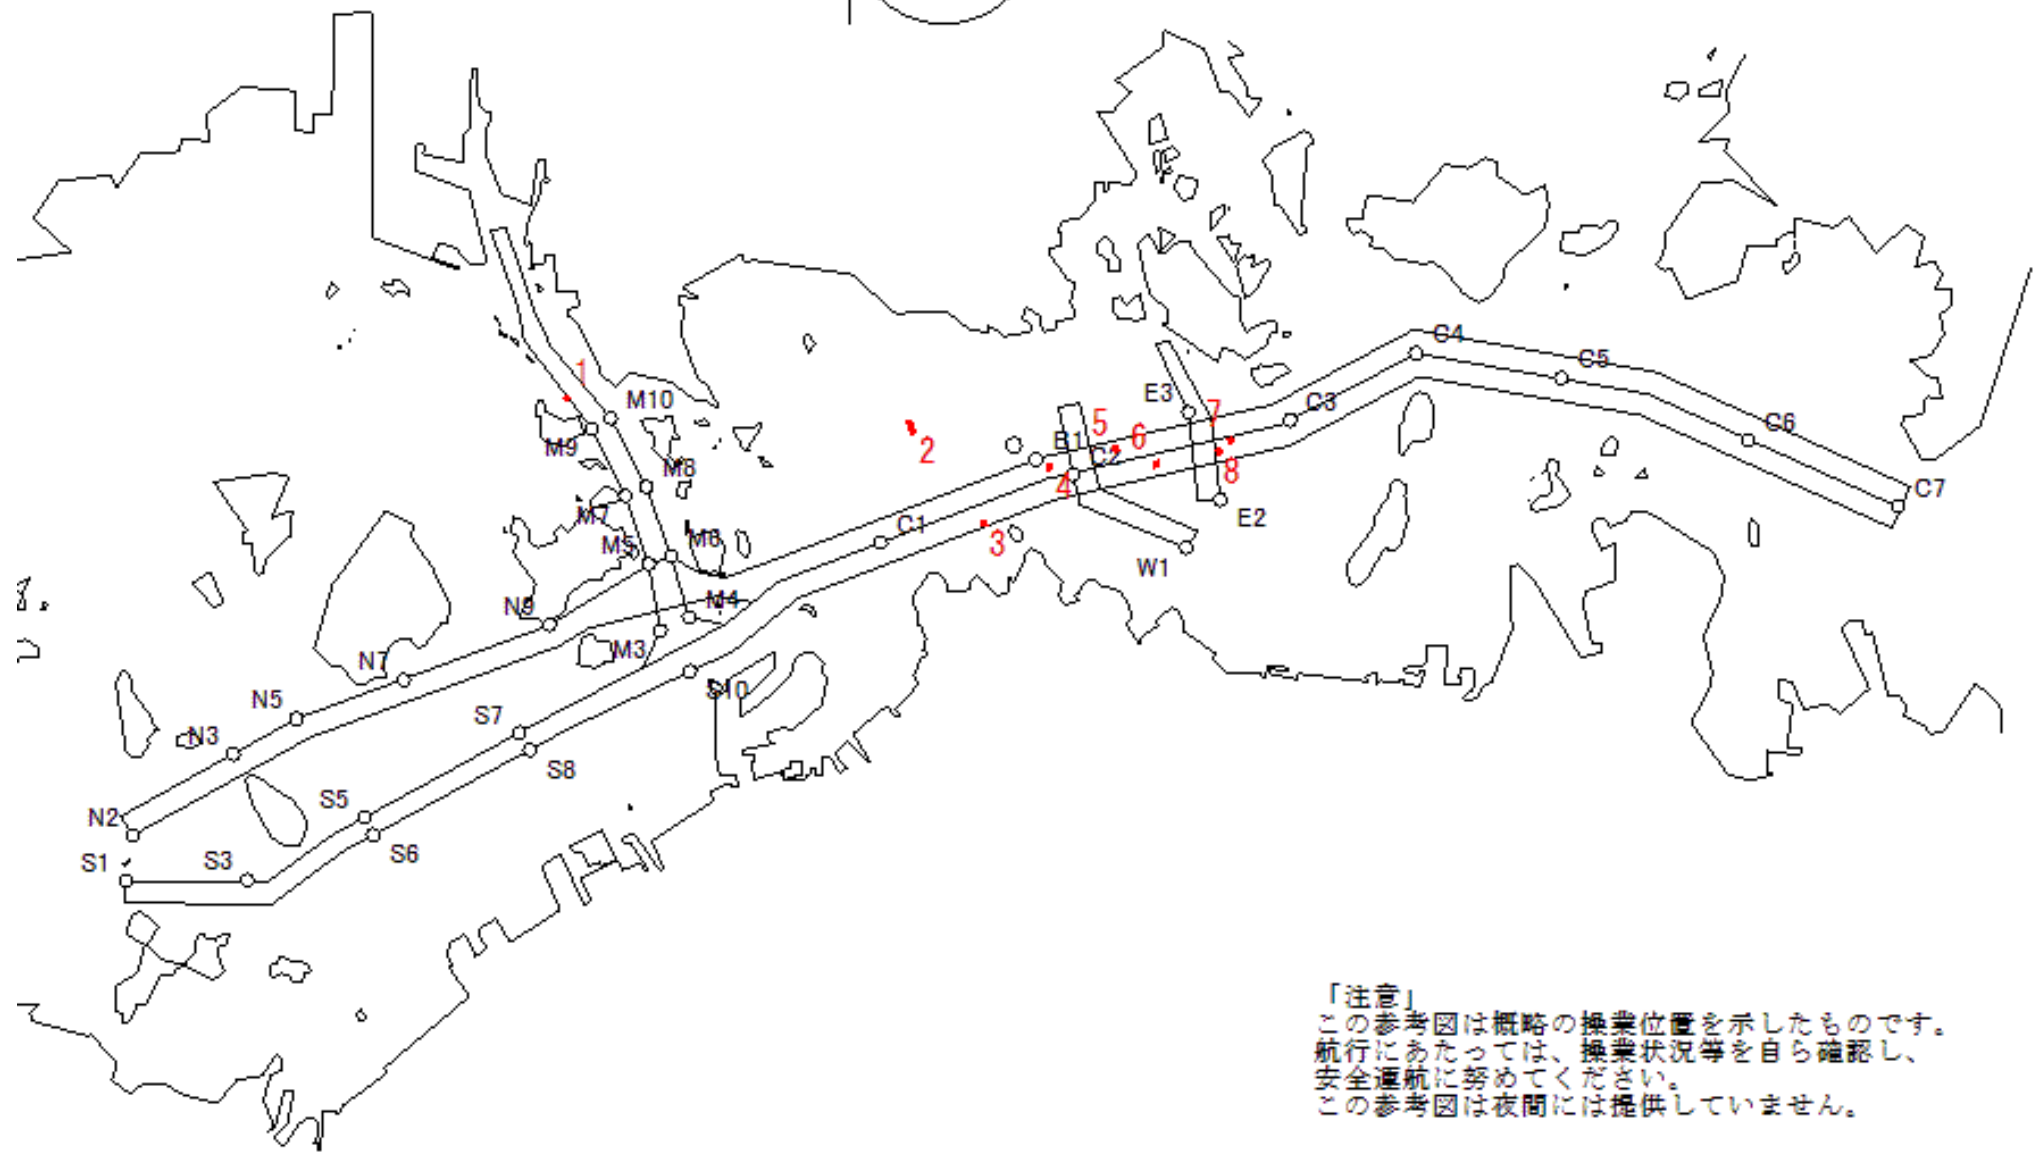 C4
C5
1
M10
E3
C3
5
7
6
C6
M9
2
B1
C2
8
M8
4
C7
M7
C1
E2
M5
M6
3
W1
N9
M4
M3
N7
S10
N5
S7
N3
S8
S5
N2
S6
S1
S3
「注意」
この参考図は概略の操業位置を示したものです。
航行にあたっては、操業状況等を自ら確認し、
安全運航に努めてください。
この参考図は夜間には提供していません。